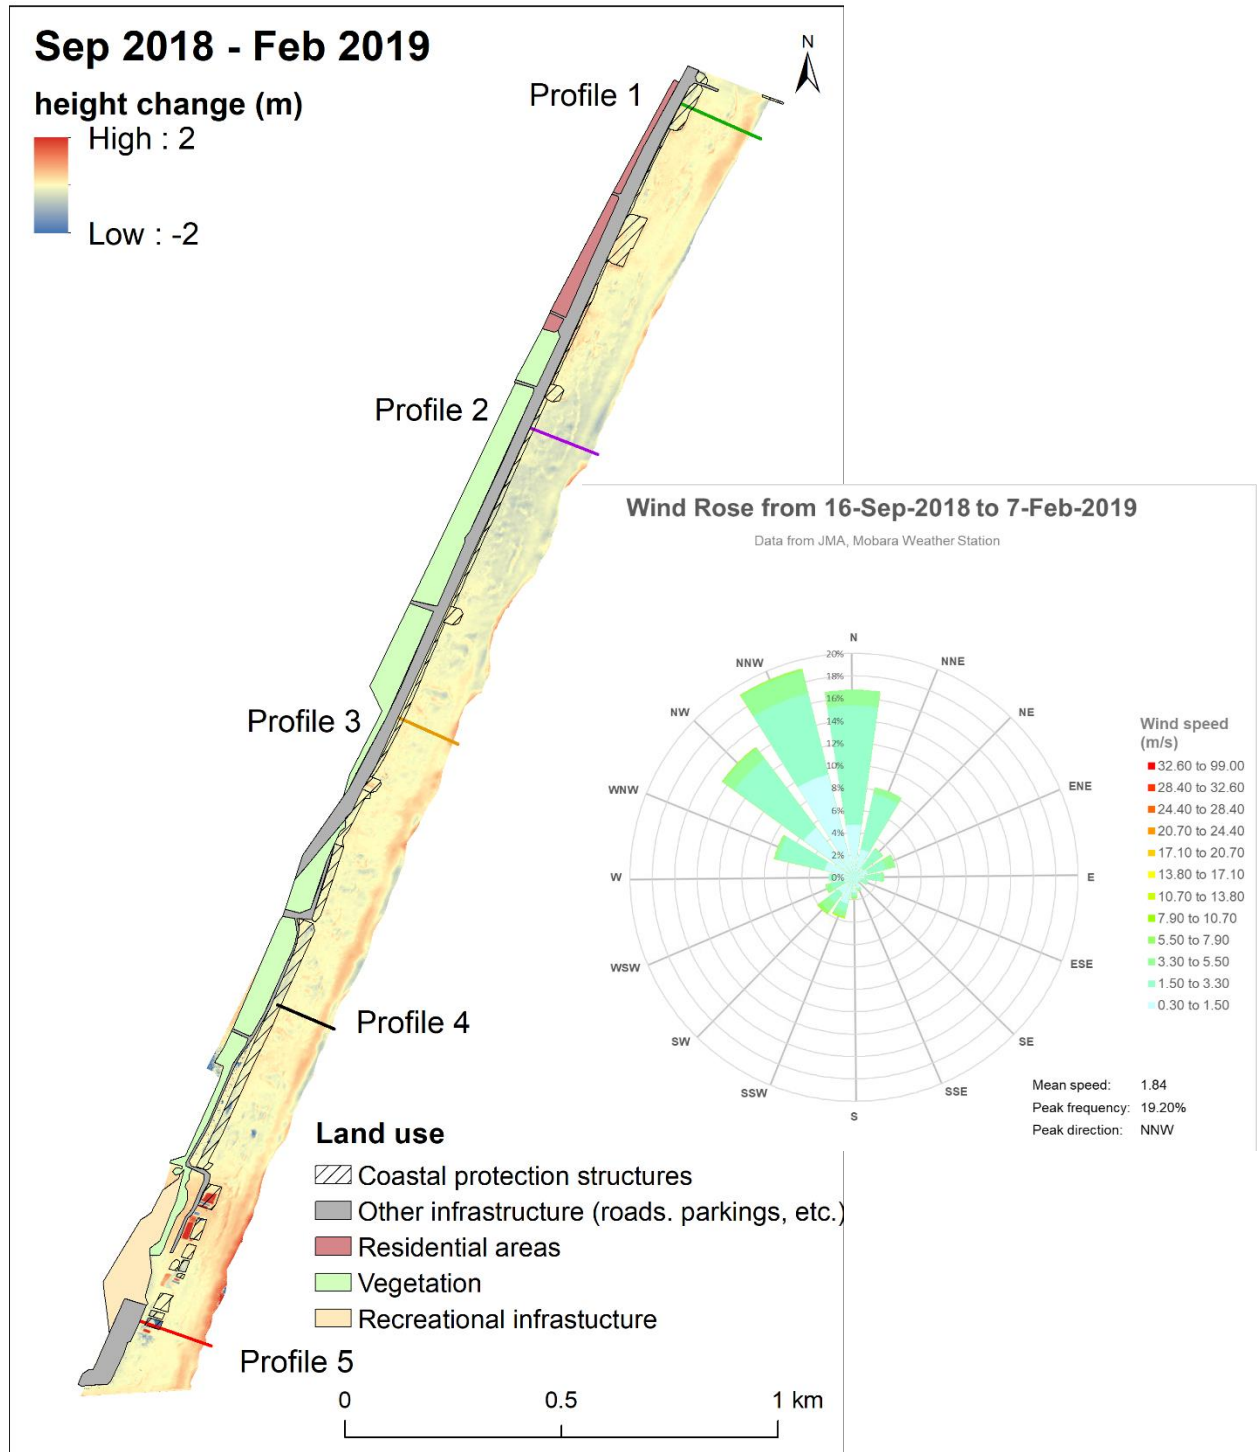 Sep 2018 - Feb 2019
height change (m)
High : 2
Low : -2
N
Profile 1
Profile 2
Profile 3
Profile 4
Profile 5
Land use
Coastal protection structures
Other infrastructure (roads. parkings, etc.)
Residential areas
Vegetation
Recreational infrastucture
0 0.5 1 km
Wind Rose from 16-Sep-2018 to 7-Feb-2019
Data from JMA, Mobara Weather Station
N
NNE
NE
ENE
E
ESE
SE
SSE
S
SSW
SW
WSW
W
WNW
NW
NNW
20%
18%
16%
14%
12%
10%
8%
6%
4%
2%
0%
Wind speed
(m/s)
32.60 to 99.00
28.40 to 32.60
24.40 to 28.40
20.70 to 24.40
17.10 to 20.70
13.80 to 17.10
10.70 to 13.80
7.90 to 10.70
5.50 to 7.90
3.30 to 5.50
1.50 to 3.30
0.30 to 1.50
Mean speed: 1.84
Peak frequency: 19.20%
Peak direction: NNW